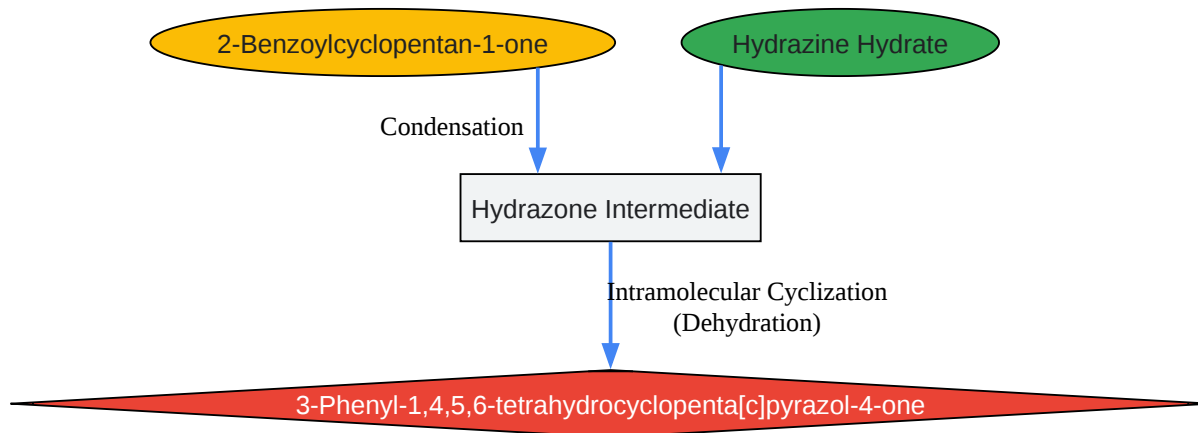 2-Benzoylcyclopentan-1-one
Hydrazine Hydrate
Condensation
Hydrazone Intermediate
Intramolecular Cyclization
(Dehydration)
3-Phenyl-1,4,5,6-tetrahydrocyclopenta[c]pyrazol-4-one